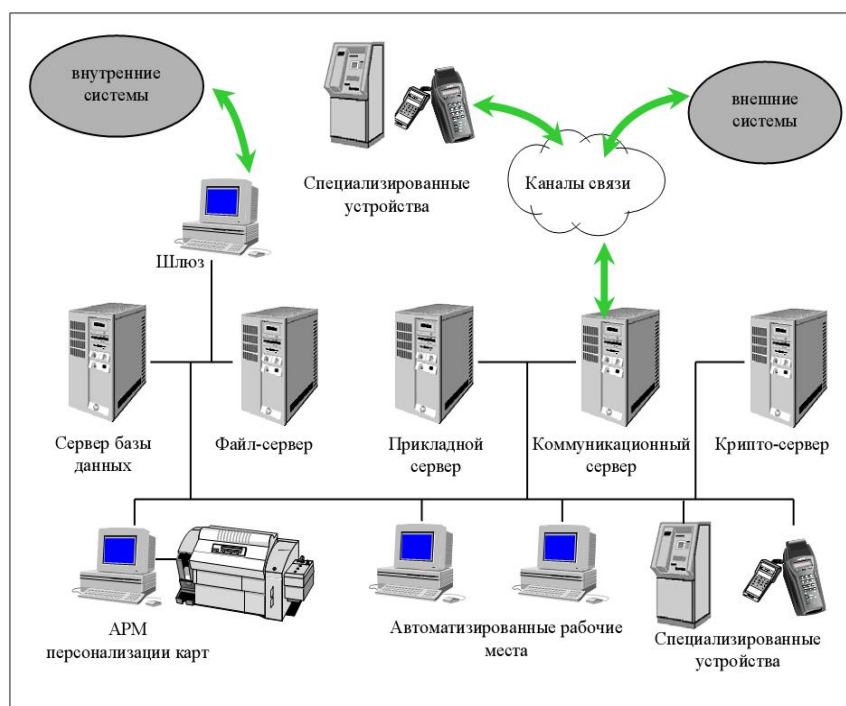 внутренние
системы
внешние
системы
Специализированные
устройства
Каналы связи
Шлюз
Сервер базы
данных
Файл-сервер
Прикладной
сервер
Коммуникационный
сервер
Крипто-сервер
АРМ
персонализации карт
Автоматизированные рабочие
места
Специализированные
устройства